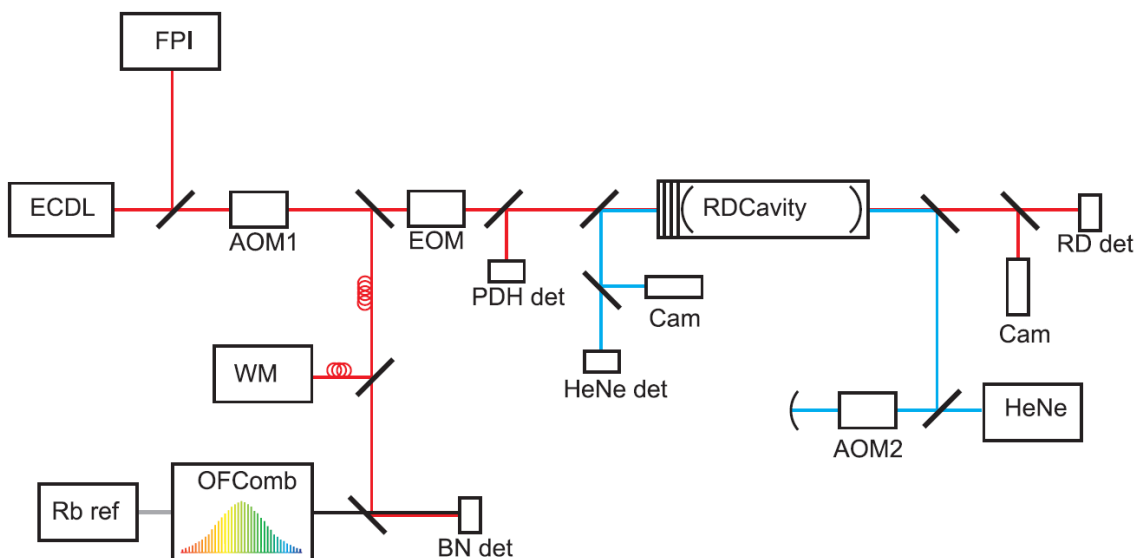 FPI
ECDL
AOM1
EOM
PDH det
RDCavity
RD det
Cam
Cam
HeNe det
WM
HeNe
AOM2
OFComb
Rb ref
BN det